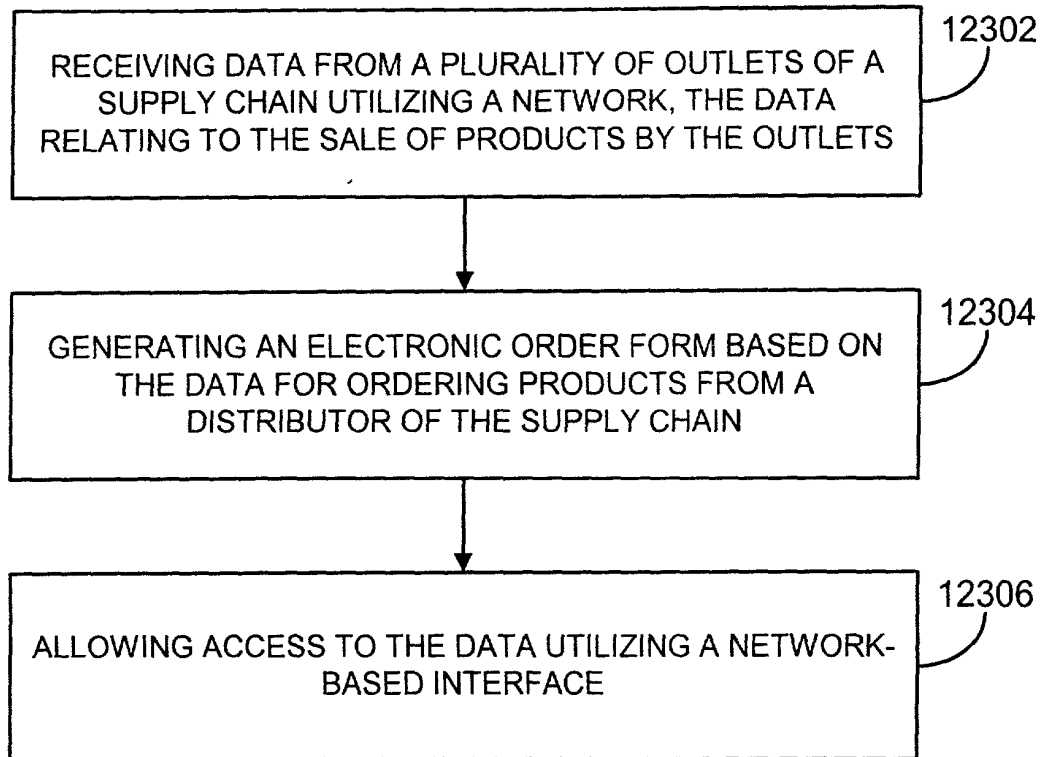 12302
RECEIVING DATA FROM A PLURALITY OF OUTLETS OF A
SUPPLY CHAIN UTILIZING A NETWORK, THE DATA
RELATING TO THE SALE OF PRODUCTS BY THE OUTLETS
12304
GENERATING AN ELECTRONIC ORDER FORM BASED ON
THE DATA FOR ORDERING PRODUCTS FROM A
DISTRIBUTOR OF THE SUPPLY CHAIN
12306
ALLOWING ACCESS TO THE DATA UTILIZING A NETWORK-
BASED INTERFACE